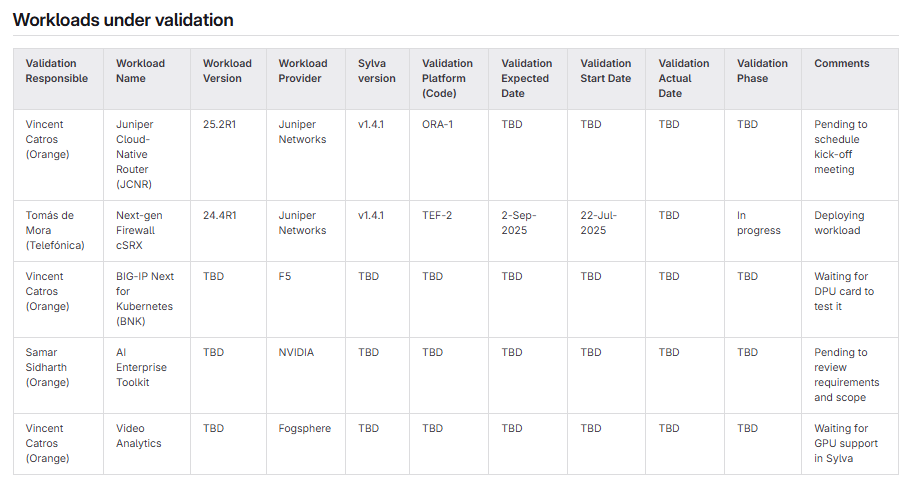 Workloads under validation
Validation Responsible | Workload Name | Workload Version | Workload Provider | Sylva version | Validation Platform (Code) | Validation Expected Date | Validation Start Date | Validation Actual Date | Validation Phase | Comments
Vincent Catros (Orange) | Juniper Cloud-Native Router (JCNR) | 25.2R1 | Juniper Networks | v1.4.1 | ORA-1 | TBD | TBD | TBD | TBD | Pending to schedule kick-off meeting
Tomás de Mora (Telefónica) | Next-gen Firewall cSRX | 24.4R1 | Juniper Networks | v1.4.1 | TEF-2 | 2-Sep-2025 | 22-Jul-2025 | TBD | In progress | Deploying workload
Vincent Catros (Orange) | BIG-IP Next for Kubernetes (BNK) | TBD | F5 | TBD | TBD | TBD | TBD | TBD | TBD | Waiting for DPU card to test it
Samar Sidharth (Orange) | AI Enterprise Toolkit | TBD | NVIDIA | TBD | TBD | TBD | TBD | TBD | TBD | Pending to review requirements and scope
Vincent Catros (Orange) | Video Analytics | TBD | Fogsphere | TBD | TBD | TBD | TBD | TBD | TBD | Waiting for GPU support in Sylva